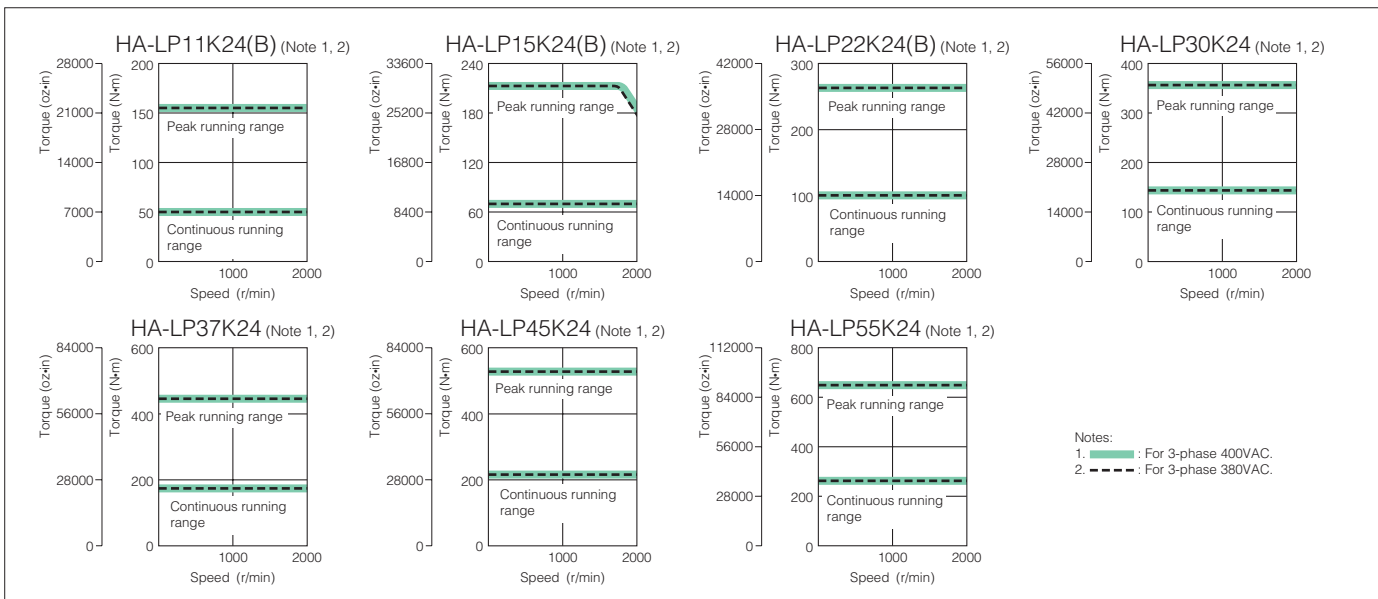 HA-LP11K24(B) (Note 1, 2)
Torque (oz•in)
28000
21000
14000
7000
0
Torque (N•m)
200
150
100
50
0
Peak running range
Continuous running
range
1000 2000
Speed (r/min)
HA-LP15K24(B) (Note 1, 2)
Torque (oz•in)
33600
25200
16800
8400
0
Torque (N•m)
240
180
120
60
0
Peak running range
Continuous running
range
1000 2000
Speed (r/min)
HA-LP22K24(B) (Note 1, 2)
Torque (oz•in)
42000
28000
14000
0
Torque (N•m)
300
200
100
0
Peak running range
Continuous running
range
1000 2000
Speed (r/min)
HA-LP30K24 (Note 1, 2)
Torque (oz•in)
56000
42000
28000
14000
0
Torque (N•m)
400
300
200
100
0
Peak running range
Continuous running
range
1000 2000
Speed (r/min)
HA-LP37K24 (Note 1, 2)
Torque (oz•in)
84000
56000
28000
0
Torque (N•m)
600
400
200
0
Peak running range
Continuous running
range
1000 2000
Speed (r/min)
HA-LP45K24 (Note 1, 2)
Torque (oz•in)
84000
56000
28000
0
Torque (N•m)
600
400
200
0
Peak running range
Continuous running
range
1000 2000
Speed (r/min)
HA-LP55K24 (Note 1, 2)
Torque (oz•in)
112000
84000
56000
28000
0
Torque (N•m)
800
600
400
200
0
Peak running range
Continuous running
range
1000 2000
Speed (r/min)
Notes:
1. : For 3-phase 400VAC.
2. : For 3-phase 380VAC.